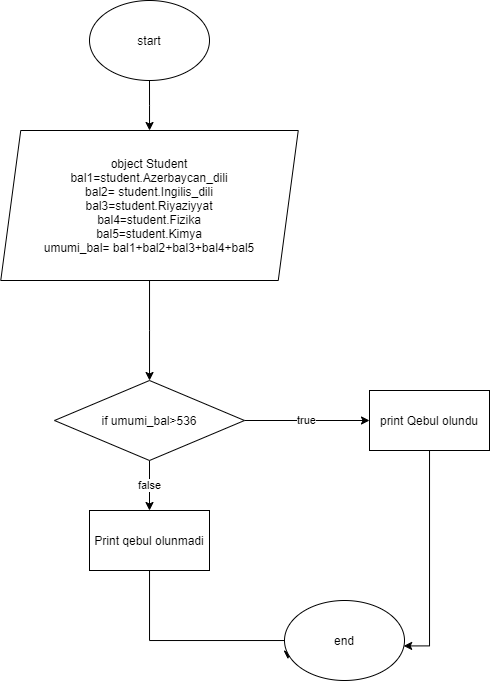 start
object Student
bal1=student.Azerbaycan_dili
bal2= student.Ingilis_dili
bal3=student.Riyaziyyat
bal4=student.Fizika
bal5=student.Kimya
umumi_bal= bal1+bal2+bal3+bal4+bal5
if umumi_bal>536
true
print Qebul olundu
false
Print qebul olunmadi
end